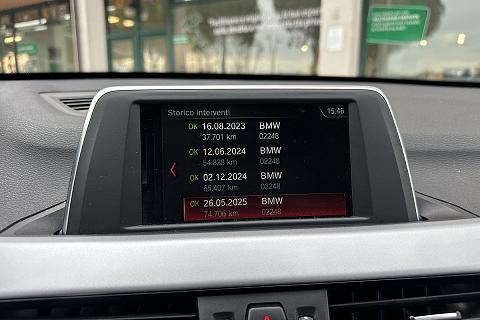 Storico interventi 15:46
OK 16.08.2023 BMW
37.701 km 02248
OK 12.06.2024 BMW
54.828 km 02248
OK 02.12.2024 BMW
65.407 km 02248
OK 26.05.2025 BMW
74.706 km 02248